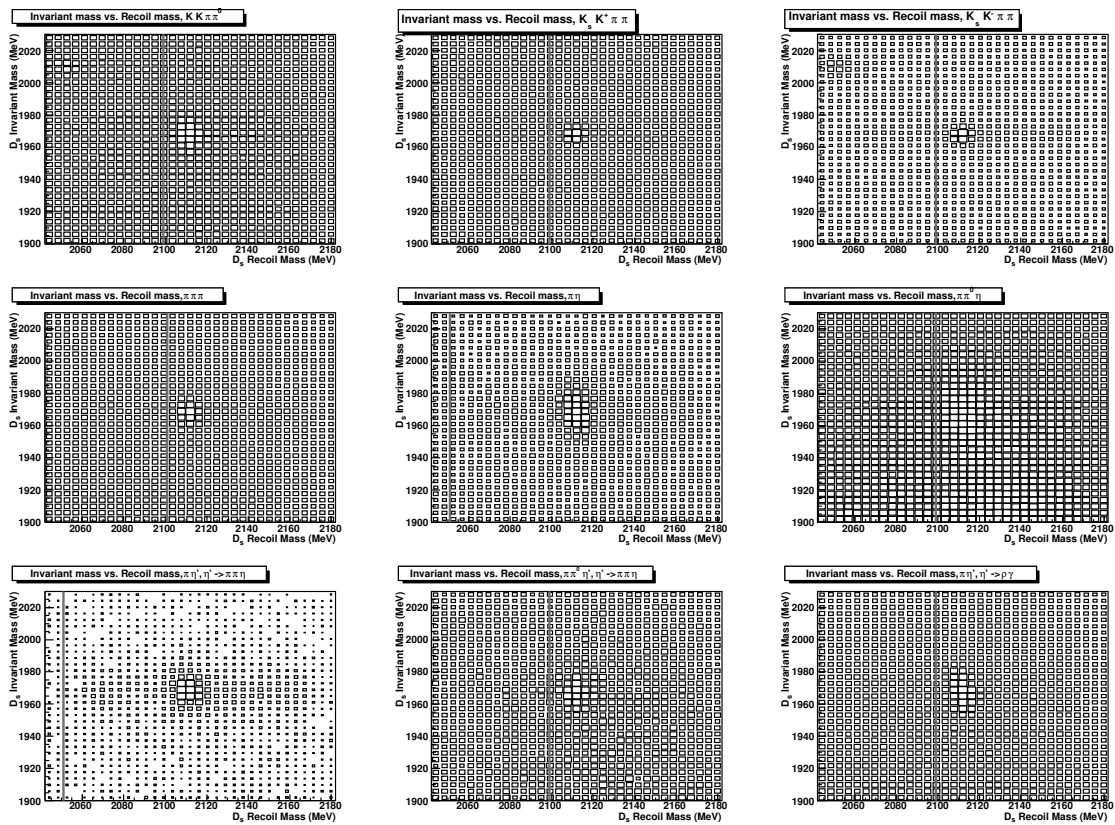 Invariant mass vs. Recoil mass, K K π π⁰
D_s Invariant Mass (MeV)
2020
2000
1980
1960
1940
1920
1900
2060 2080 2100 2120 2140 2160 2180
D_s Recoil Mass (MeV)
Invariant mass vs. Recoil mass, K_s K⁺ π π
D_s Invariant Mass (MeV)
2020
2000
1980
1960
1940
1920
1900
2060 2080 2100 2120 2140 2160 2180
D_s Recoil Mass (MeV)
Invariant mass vs. Recoil mass, K_s K⁻ π π
D_s Invariant Mass (MeV)
2020
2000
1980
1960
1940
1920
1900
2060 2080 2100 2120 2140 2160 2180
D_s Recoil Mass (MeV)
Invariant mass vs. Recoil mass,π π π
D_s Invariant Mass (MeV)
2020
2000
1980
1960
1940
1920
1900
2060 2080 2100 2120 2140 2160 2180
D_s Recoil Mass (MeV)
Invariant mass vs. Recoil mass,π η
D_s Invariant Mass (MeV)
2020
2000
1980
1960
1940
1920
1900
2060 2080 2100 2120 2140 2160 2180
D_s Recoil Mass (MeV)
Invariant mass vs. Recoil mass,π π⁰ η
D_s Invariant Mass (MeV)
2020
2000
1980
1960
1940
1920
1900
2060 2080 2100 2120 2140 2160 2180
D_s Recoil Mass (MeV)
Invariant mass vs. Recoil mass,π η', η' -> π π η
D_s Invariant Mass (MeV)
2020
2000
1980
1960
1940
1920
1900
2060 2080 2100 2120 2140 2160 2180
D_s Recoil Mass (MeV)
Invariant mass vs. Recoil mass,π π⁰ η', η' -> π π η
D_s Invariant Mass (MeV)
2020
2000
1980
1960
1940
1920
1900
2060 2080 2100 2120 2140 2160 2180
D_s Recoil Mass (MeV)
Invariant mass vs. Recoil mass,π η', η' -> ρ γ
D_s Invariant Mass (MeV)
2020
2000
1980
1960
1940
1920
1900
2060 2080 2100 2120 2140 2160 2180
D_s Recoil Mass (MeV)